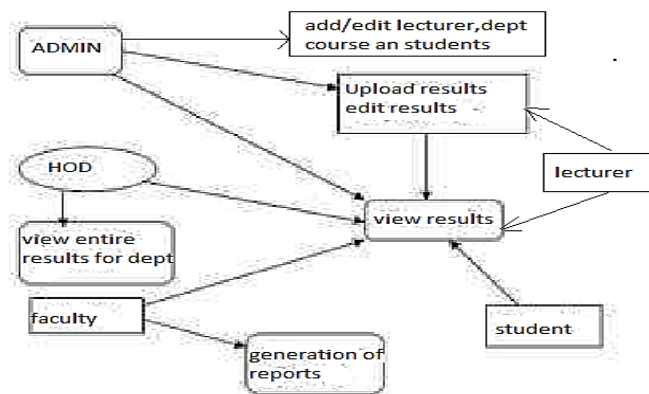 ADMIN
add/edit lecturer,dept
course an students
Upload results
edit results
HOD
lecturer
view results
view entire
results for dept
faculty
student
generation of
reports